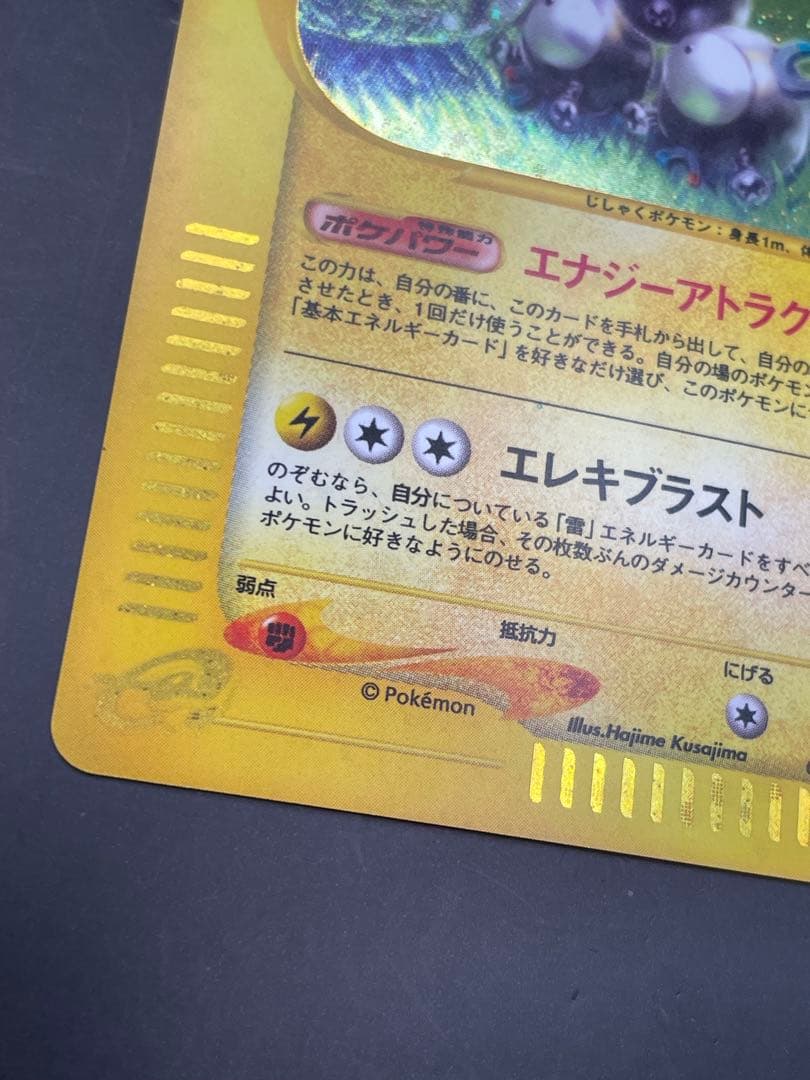 じしゃくポケモン：身長1m、体
ポケパワー
特殊能力
エナジーアトラク
この力は、自分の番に、このカードを手札から出して、自分の
させたとき、1回だけ使うことができる。自分の場のポケモン
「基本エネルギーカード」を好きなだけ選び、このポケモンに
エレキブラスト
のぞむなら、自分についている「雷」エネルギーカードをすべ
よい。トラッシュした場合、その枚数ぶんのダメージカウンター
ポケモンに好きなようにのせる。
弱点
抵抗力
にげる
© Pokémon
Illus.Hajime Kusajima